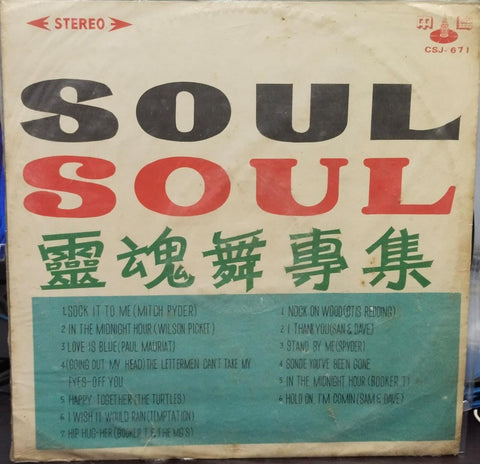 STEREO
CSJ-671
SOUL
SOUL
靈魂舞專集
1. SOCK IT TO ME (MITCH RYDER)
2. IN THE MIDNIGHT HOUR (WILSON PICKET)
3. LOVE IS BLUE (PAUL MAURIAT)
4. (GOING OUT MY HEAD) THE LETTERMEN CAN'T TAKE MY
EYES-OFF YOU
5. HAPPY TOGETHER (THE TURTLES)
6. I WISH IT WOULD RAIN (TEMPTATION)
7. HIP HUG-HER (BOOKER T. & THE MG'S)
1. NOCK ON WOOD (OTIS REDDING)
2. I THANK YOU (SAN & DAVE)
3. STAND BY ME (SPYDER)
4. SONDE YOU'VE BEEN GONE
5. IN THE MIDNIGHT HOUR (BOOKER T)
6. HOLD ON, I'M COMIN (SAM & DAVE)